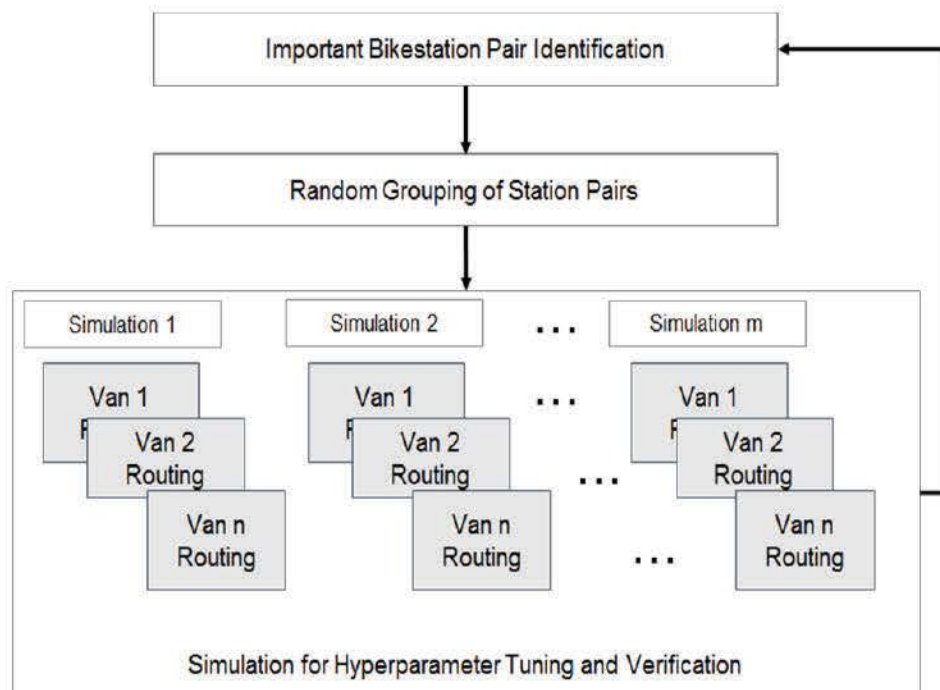 Important Bikestation Pair Identification
Random Grouping of Station Pairs
Simulation 1
Simulation 2
...
Simulation m
Van 1
Van 2
Routing
Van n
Routing
Van 1
Van 2
Routing
Van n
Routing
...
...
...
Van 1
Van 2
Routing
Van n
Routing
Simulation for Hyperparameter Tuning and Verification